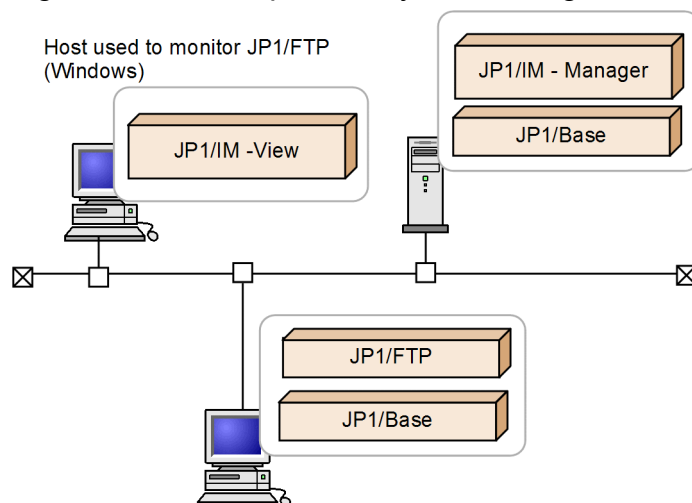 Host used to monitor JP1/FTP
(Windows)
JP1/IM -View
JP1/IM - Manager
JP1/Base
JP1/FTP
JP1/Base